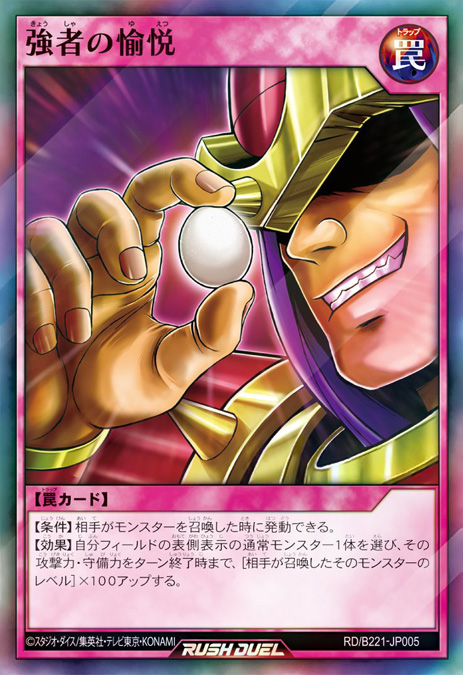 強者の愉悦
罠
【罠カード】
【条件】相手がモンスターを召喚した時に発動できる。
【効果】自分フィールドの表側表示の通常モンスター1体を選び、その
攻撃力・守備力をターン終了時まで、[相手が召喚したそのモンスターの
レベル]×100アップする。
©スタジオ・ダイス/集英社・テレビ東京・KONAMI
RUSH DUEL
RD/B221-JP005